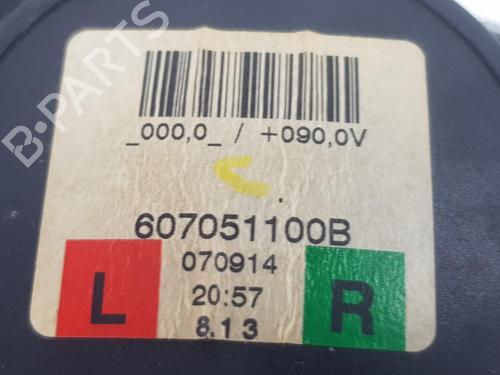 B-PARTS
_000,0_ / +090,0V
607051100B
070914
20:57
8.13
L
R